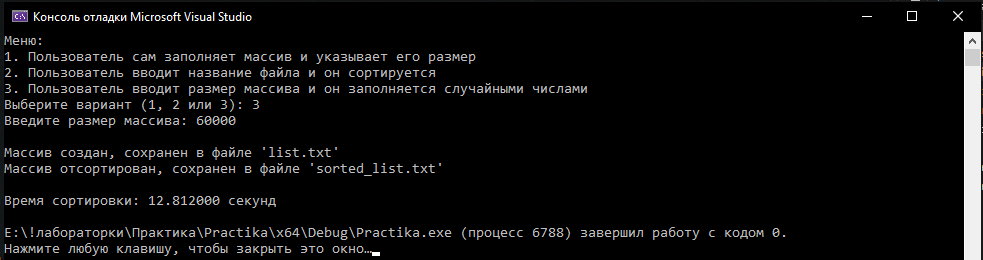 Консоль отладки Microsoft Visual Studio
Меню:
1. Пользователь сам заполняет массив и указывает его размер
2. Пользователь вводит название файла и он сортируется
3. Пользователь вводит размер массива и он заполняется случайными числами
Выберите вариант (1, 2 или 3): 3
Введите размер массива: 60000
Массив создан, сохранен в файле 'list.txt'
Массив отсортирован, сохранен в файле 'sorted_list.txt'
Время сортировки: 12.812000 секунд
E:\!лабораторки\Практика\Practika\x64\Debug\Practika.exe (процесс 6788) завершил работу с кодом 0.
Нажмите любую клавишу, чтобы закрыть это окно…